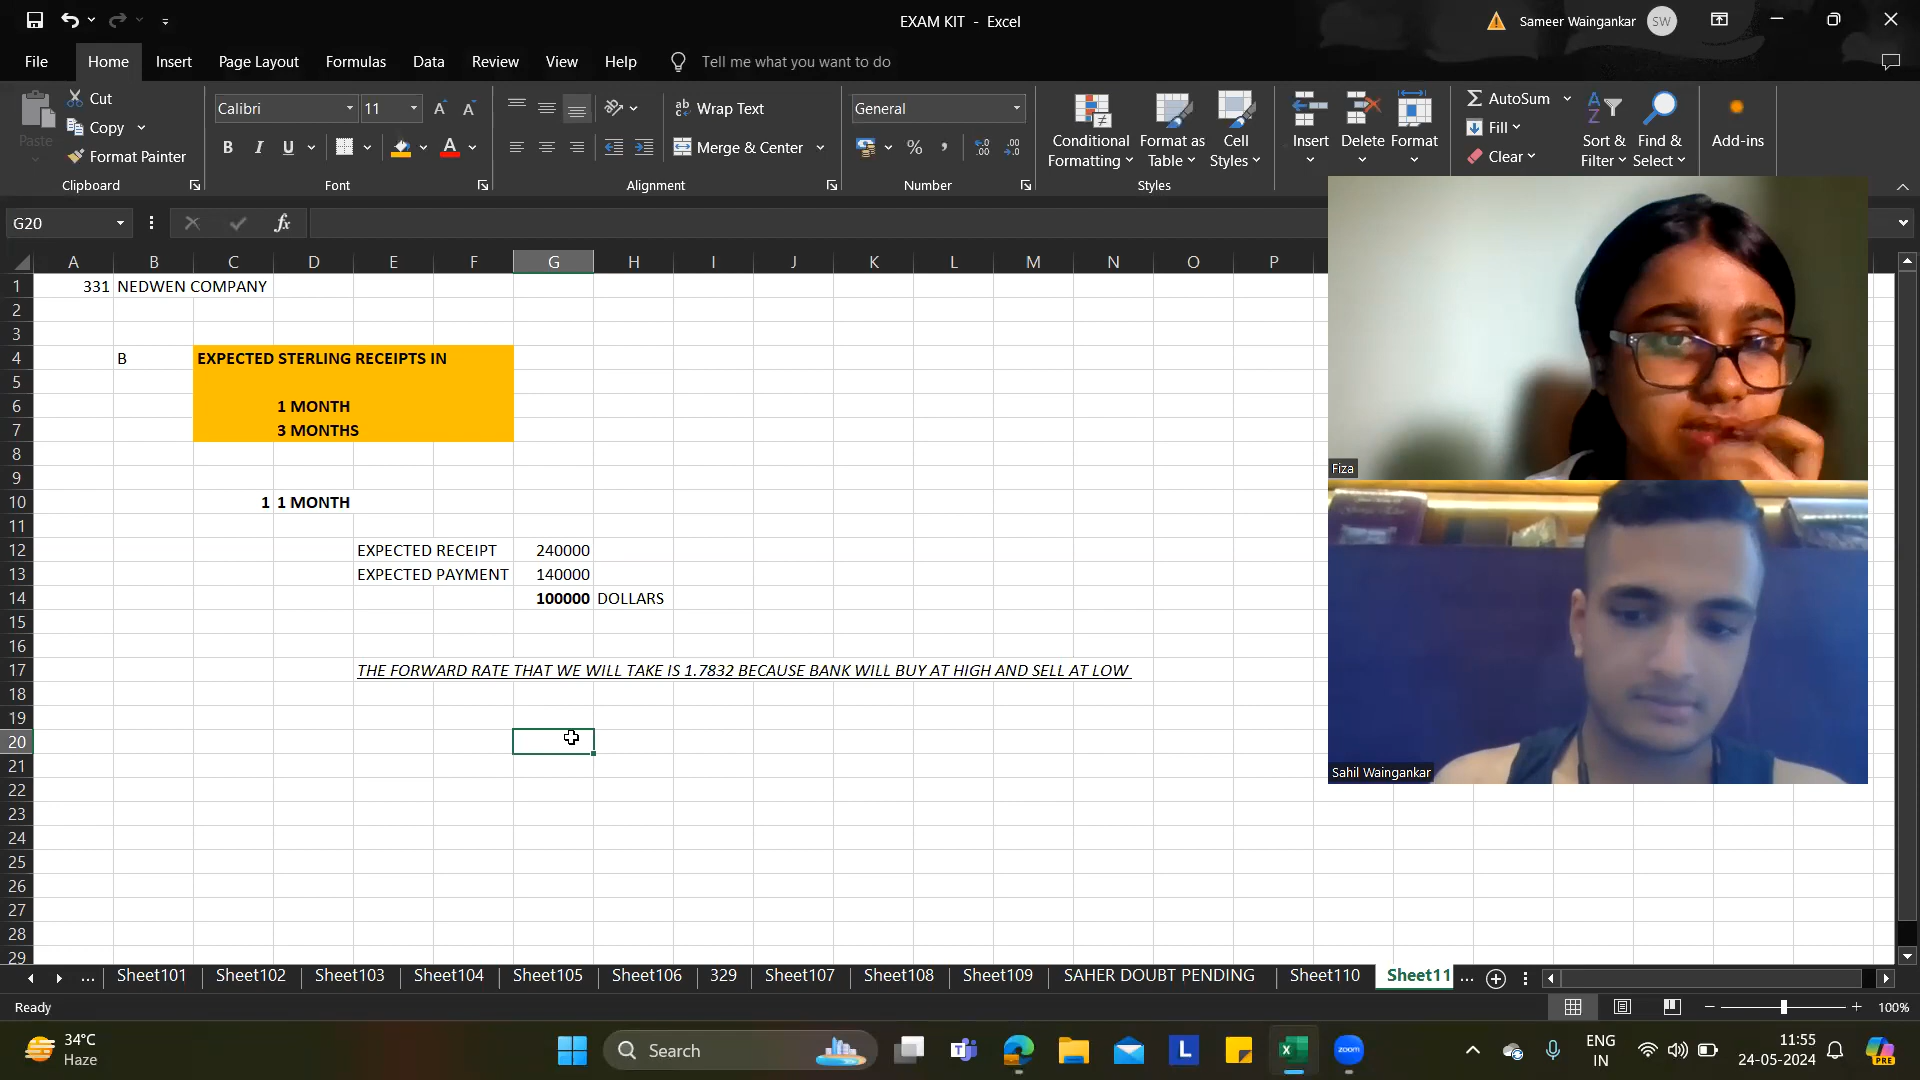 EXAM KIT - Excel
Sameer Waingankar SW
File Home Insert Page Layout Formulas Data Review View Help Tell me what you want to do
Paste
Cut
Copy
Format Painter
Clipboard
Calibri 11
B I U A
Font
Wrap Text
Merge & Center
Alignment
General
Number
Conditional Formatting
Format as Table
Cell Styles
Styles
Insert Delete Format
AutoSum
Fill
Clear
Sort & Filter
Find & Select
Add-ins
G20 fx
A B C D E F G H I J K L M N O P
1 331 NEDWEN COMPANY
2
3
4 B EXPECTED STERLING RECEIPTS IN
5
6 1 MONTH
7 3 MONTHS
8
9
10 1 1 MONTH
11
12 EXPECTED RECEIPT 240000
13 EXPECTED PAYMENT 140000
14 100000 DOLLARS
15
16
17 THE FORWARD RATE THAT WE WILL TAKE IS 1.7832 BECAUSE BANK WILL BUY AT HIGH AND SELL AT LOW
18
19
20
21
22
23
24
25
26
27
28
29
Fiza
Sahil Waingankar
... Sheet101 Sheet102 Sheet103 Sheet104 Sheet105 Sheet106 329 Sheet107 Sheet108 Sheet109 SAHER DOUBT PENDING Sheet110 Sheet11 ...
Ready 100%
34°C
Haze
Search
L
zoom
ENG
IN
11:55
24-05-2024
PRE